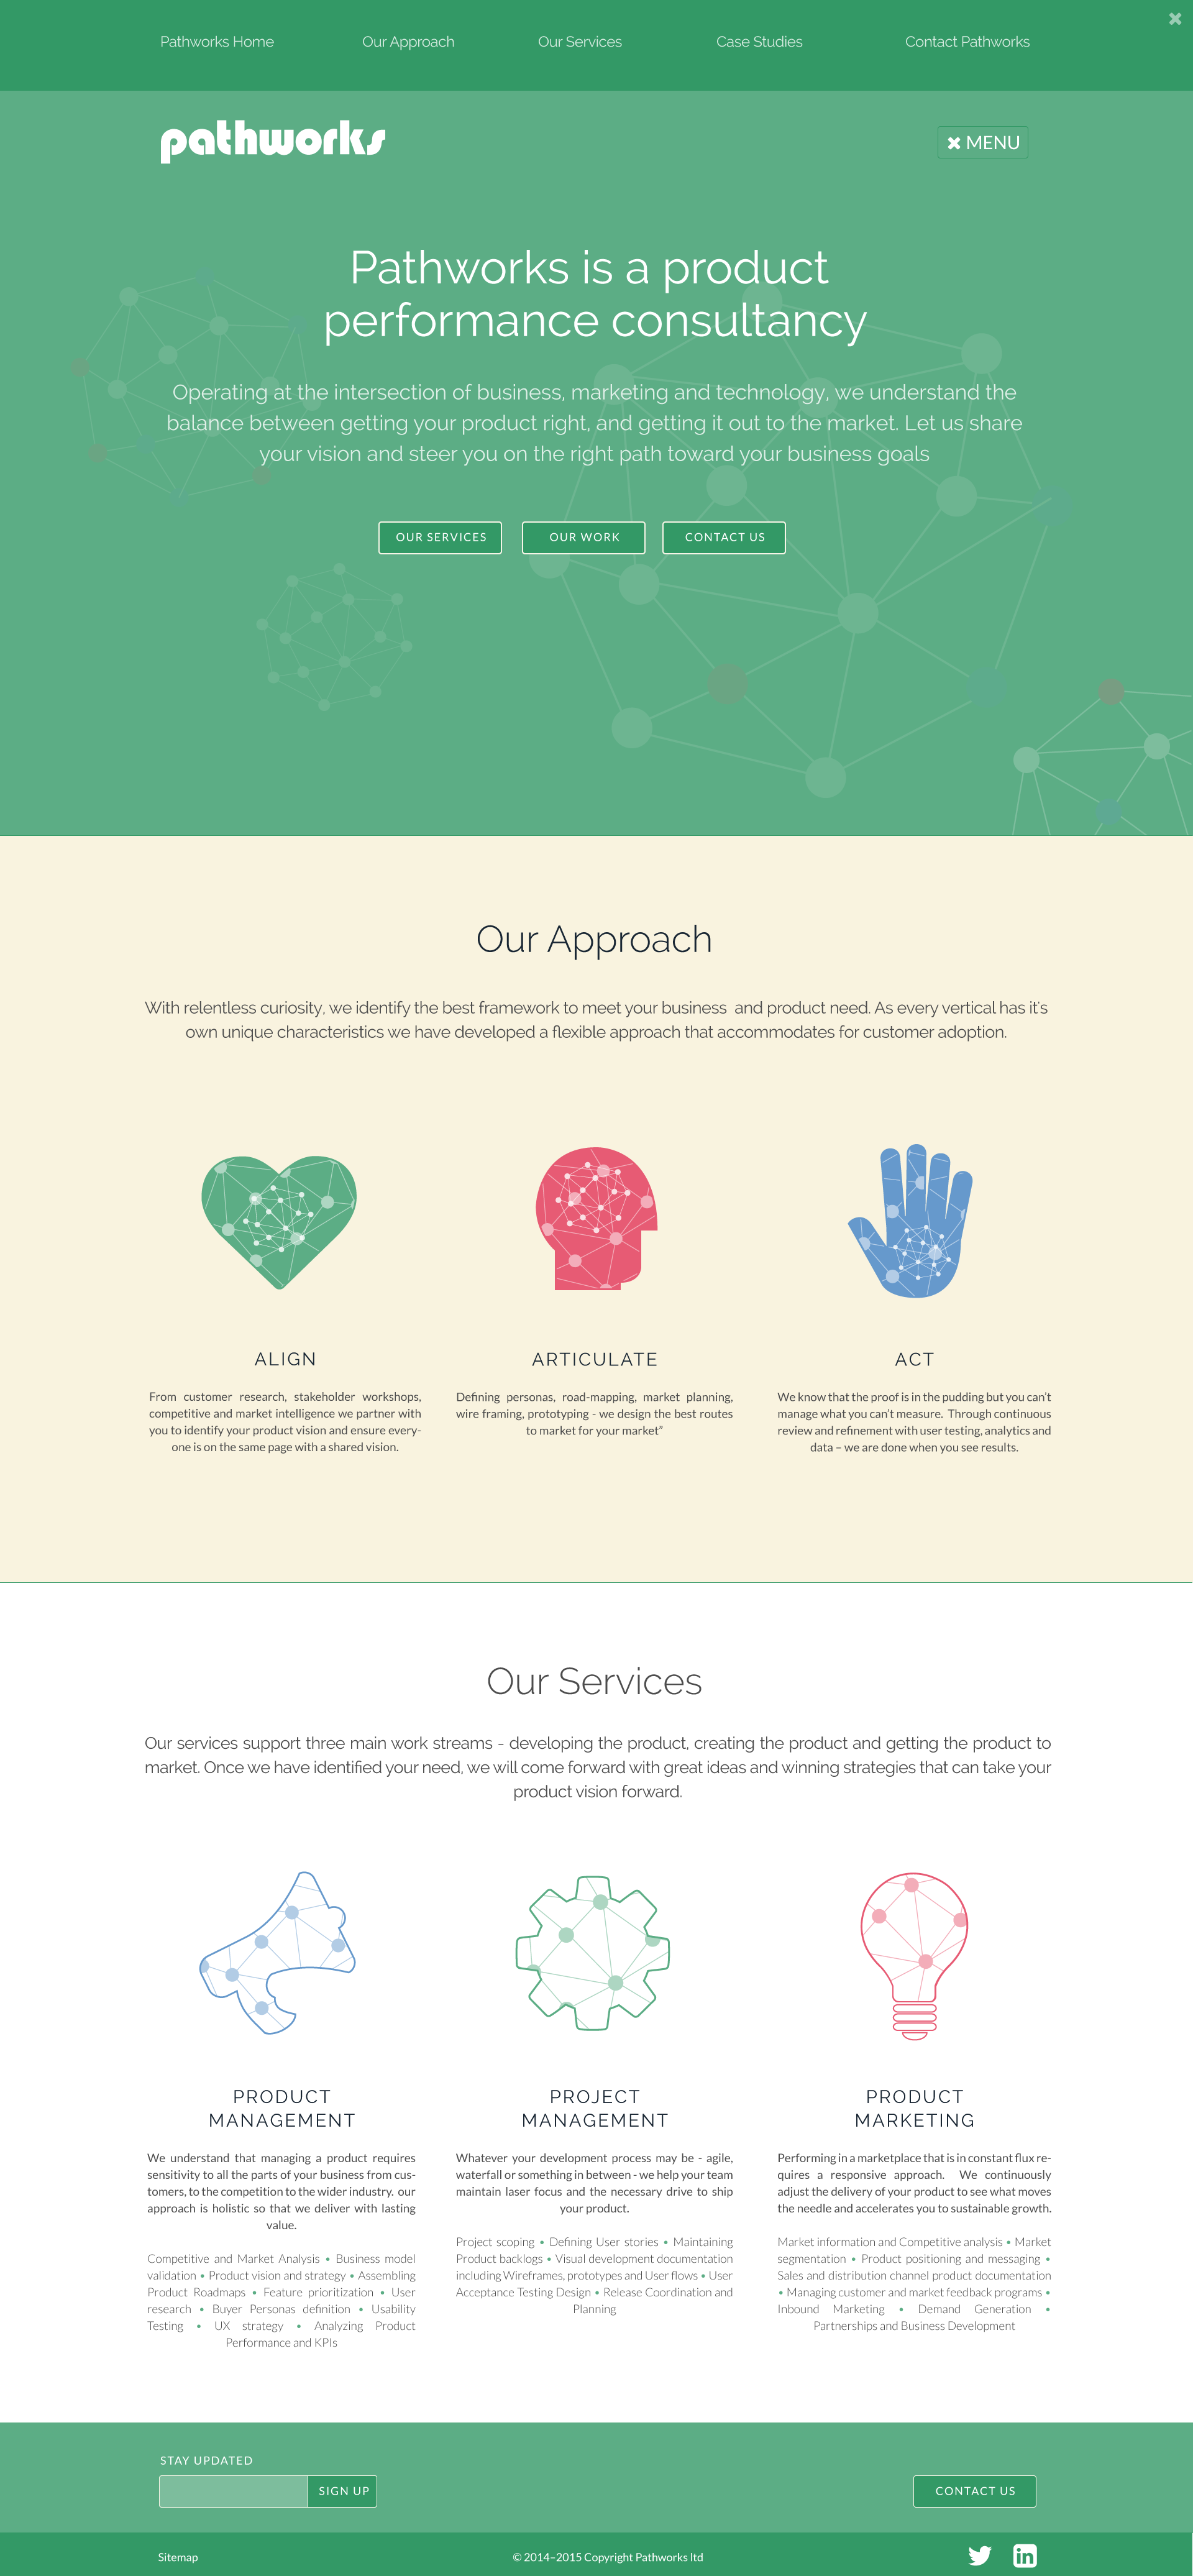 Pathworks Home
Our Approach
Our Services
Case Studies
Contact Pathworks
pathworks
MENU
Pathworks is a product
performance consultancy
Operating at the intersection of business, marketing and technology, we understand the
balance between getting your product right, and getting it out to the market. Let us share
your vision and steer you on the right path toward your business goals
OUR SERVICES
OUR WORK
CONTACT US
Our Approach
With relentless curiosity, we identify the best framework to meet your business  and product need. As every vertical has it's
own unique characteristics we have developed a flexible approach that accommodates for customer adoption.
ALIGN
From customer research, stakeholder workshops,
competitive and market intelligence we partner with
you to identify your product vision and ensure every-
one is on the same page with a shared vision.
ARTICULATE
Defining personas, road-mapping, market planning,
wire framing, prototyping - we design the best routes
to market for your market”
ACT
We know that the proof is in the pudding but you can’t
manage what you can’t measure.  Through continuous
review and refinement with user testing, analytics and
data – we are done when you see results.
Our Services
Our services support three main work streams - developing the product, creating the product and getting the product to
market. Once we have identified your need, we will come forward with great ideas and winning strategies that can take your
product vision forward.
PRODUCT
MANAGEMENT
We understand that managing a product requires
sensitivity to all the parts of your business from cus-
tomers, to the competition to the wider industry. our
approach is holistic so that we deliver with lasting
value.
Competitive and Market Analysis • Business model
validation • Product vision and strategy • Assembling
Product Roadmaps • Feature prioritization • User
research • Buyer Personas definition • Usability
Testing • UX strategy • Analyzing Product
Performance and KPIs
PROJECT
MANAGEMENT
Whatever your development process may be - agile,
waterfall or something in between - we help your team
maintain laser focus and the necessary drive to ship
your product.
Project scoping • Defining User stories • Maintaining
Product backlogs • Visual development documentation
including Wireframes, prototypes and User flows • User
Acceptance Testing Design • Release Coordination and
Planning
PRODUCT
MARKETING
Performing in a marketplace that is in constant flux re-
quires a responsive approach.  We continuously
adjust the delivery of your product to see what moves
the needle and accelerates you to sustainable growth.
Market information and Competitive analysis • Market
segmentation • Product positioning and messaging •
Sales and distribution channel product documentation
• Managing customer and market feedback programs •
Inbound Marketing • Demand Generation •
Partnerships and Business Development
STAY UPDATED
SIGN UP
CONTACT US
Sitemap
© 2014–2015 Copyright Pathworks ltd
in